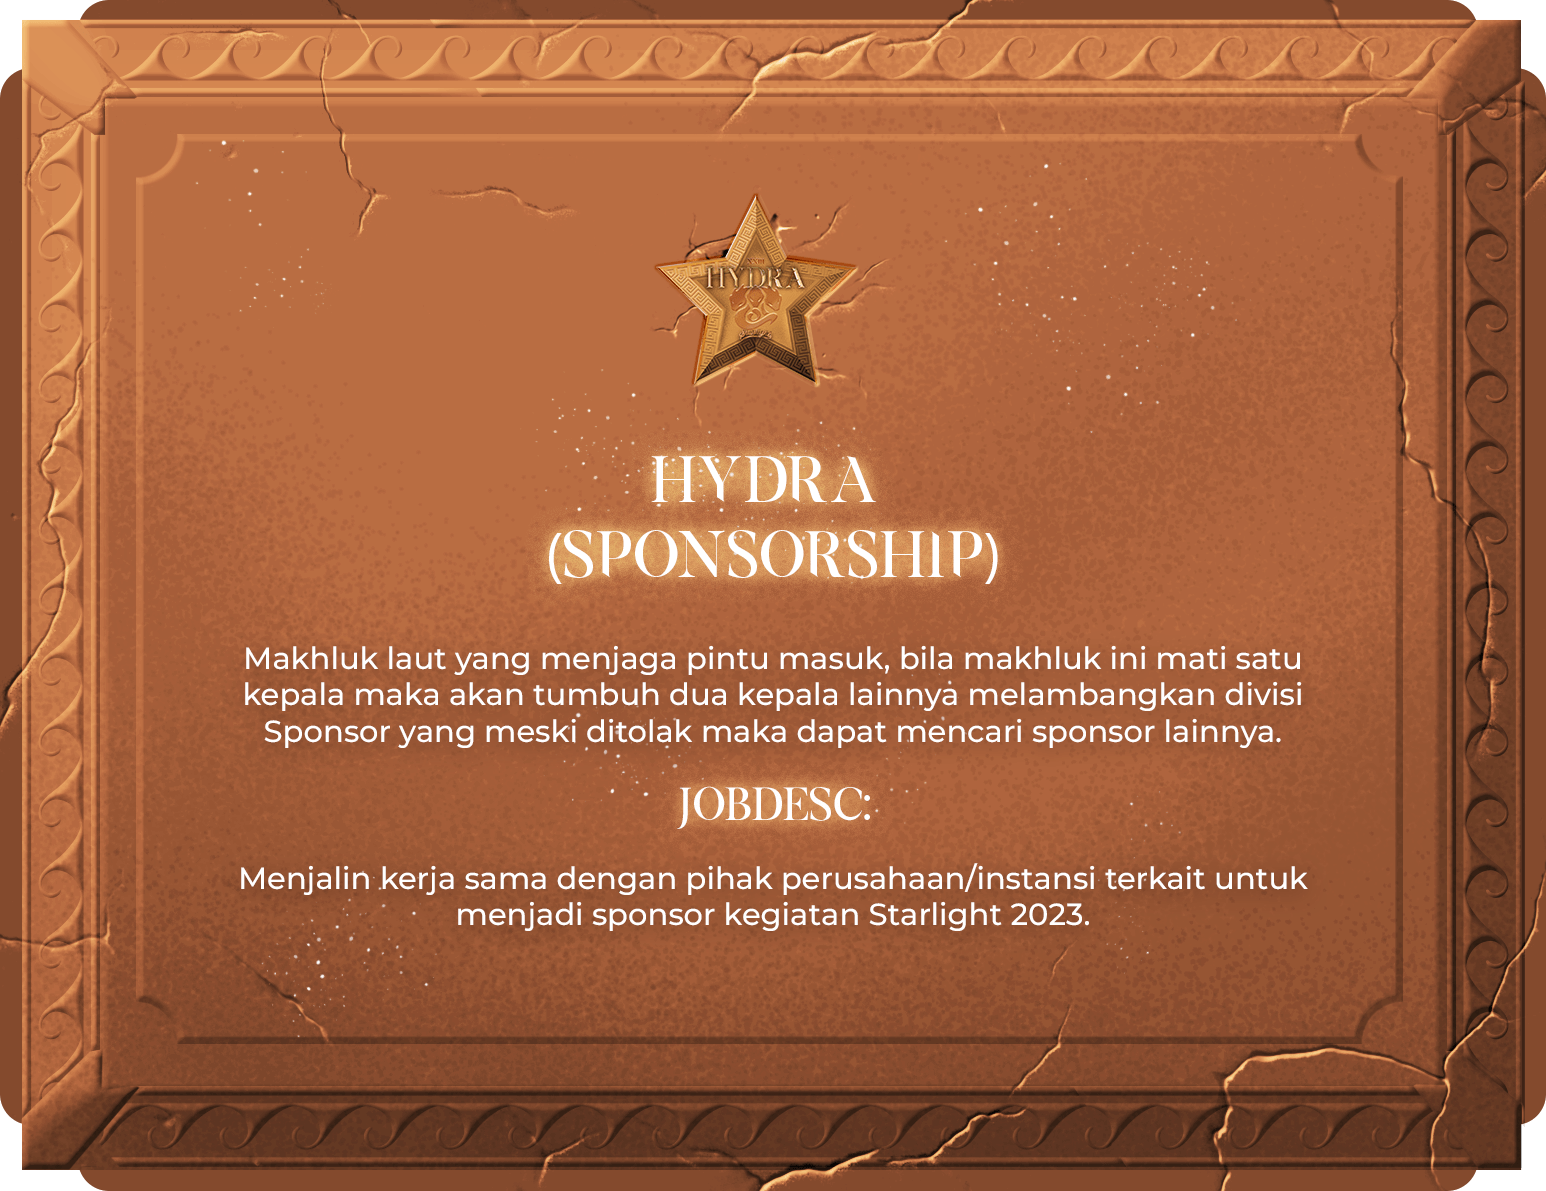 HYDRA
HYDRA
(SPONSORSHIP)
Makhluk laut yang menjaga pintu masuk, bila makhluk ini mati satu
kepala maka akan tumbuh dua kepala lainnya melambangkan divisi
Sponsor yang meski ditolak maka dapat mencari sponsor lainnya.
JOBDESC:
Menjalin kerja sama dengan pihak perusahaan/instansi terkait untuk
menjadi sponsor kegiatan Starlight 2023.